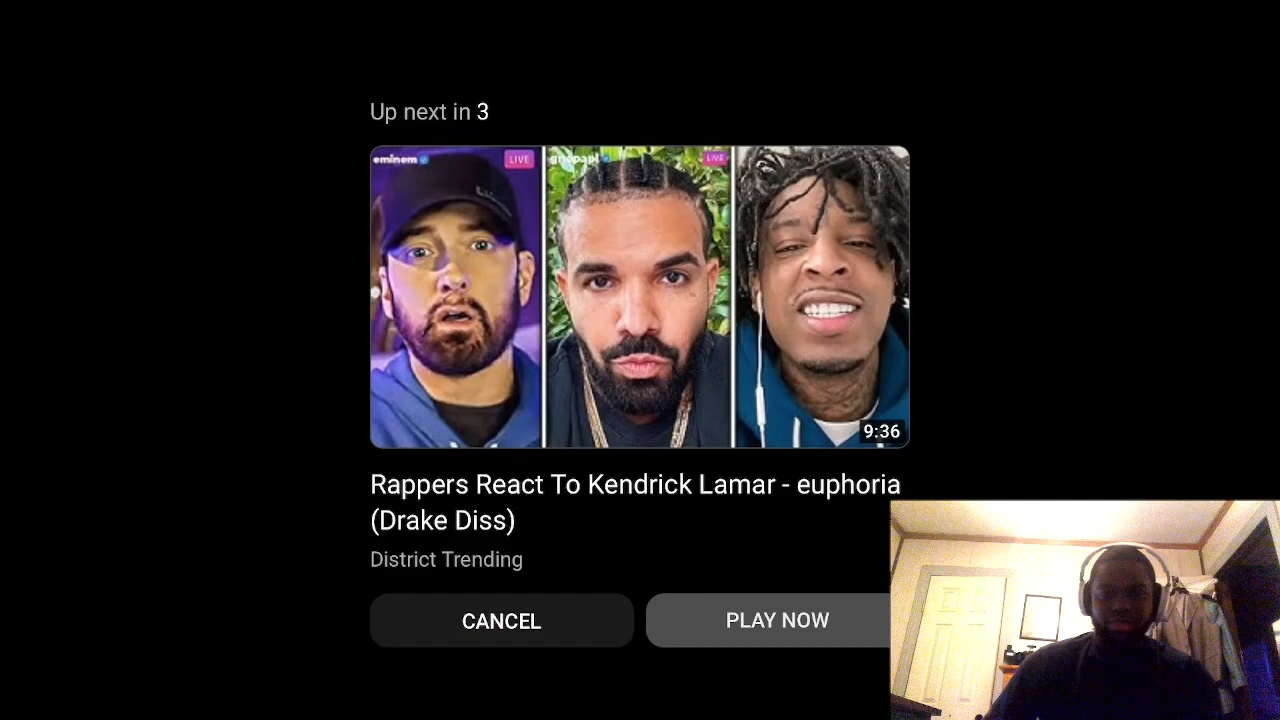 Up next in 3
eminem
LIVE
LIVE
9:36
Rappers React To Kendrick Lamar - euphoria
(Drake Diss)
District Trending
CANCEL
PLAY NOW